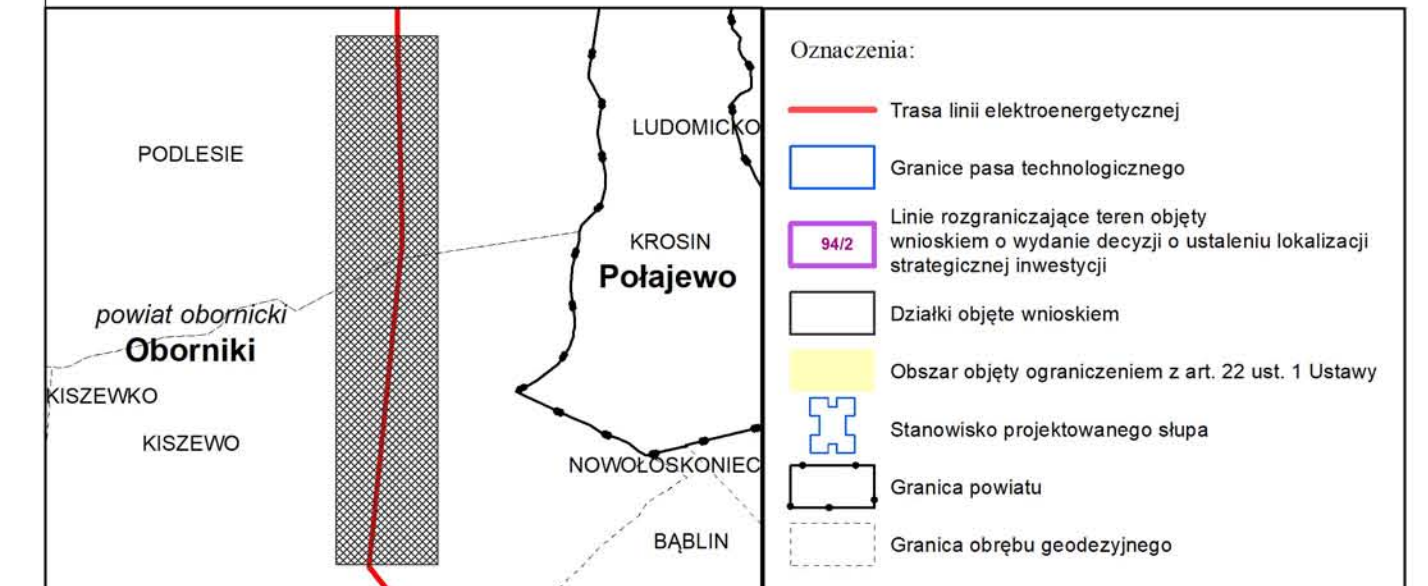 PODLESIE
LUDOMICKO
KROSIN
Połajewo
powiat obornicki
Oborniki
KISZEWKO
KISZEWO
NOWOŁOSKONIEC
BĄBLIN
Oznaczenia:
Trasa linii elektroenergetycznej
Granice pasa technologicznego
94/2
Linie rozgraniczające teren objęty
wnioskiem o wydanie decyzji o ustaleniu lokalizacji
strategicznej inwestycji
Działki objęte wnioskiem
Obszar objęty ograniczeniem z art. 22 ust. 1 Ustawy
Stanowisko projektowanego słupa
Granica powiatu
Granica obrębu geodezyjnego